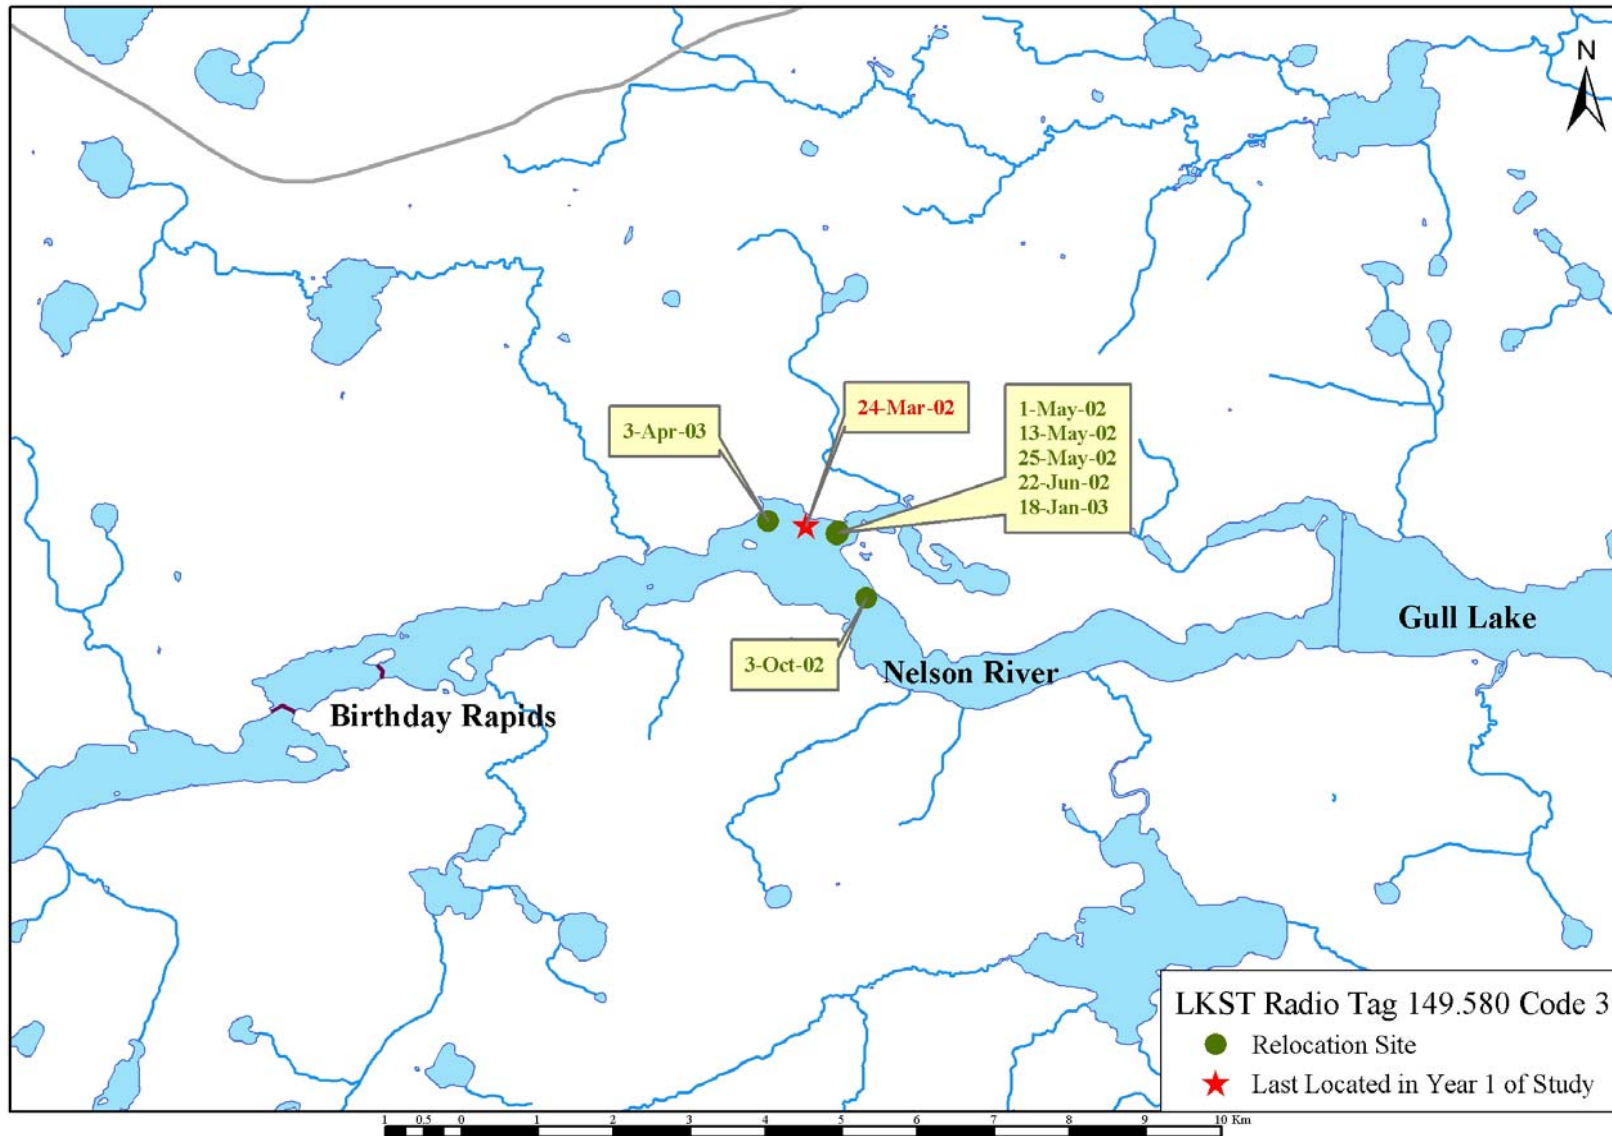 N
24-Mar-02
3-Apr-03
1-May-02
13-May-02
25-May-02
22-Jun-02
18-Jan-03
3-Oct-02
Gull Lake
Nelson River
Birthday Rapids
LKST Radio Tag 149.580 Code 3
Relocation Site
Last Located in Year 1 of Study
1 0.5 0 1 2 3 4 5 6 7 8 9 10 Km